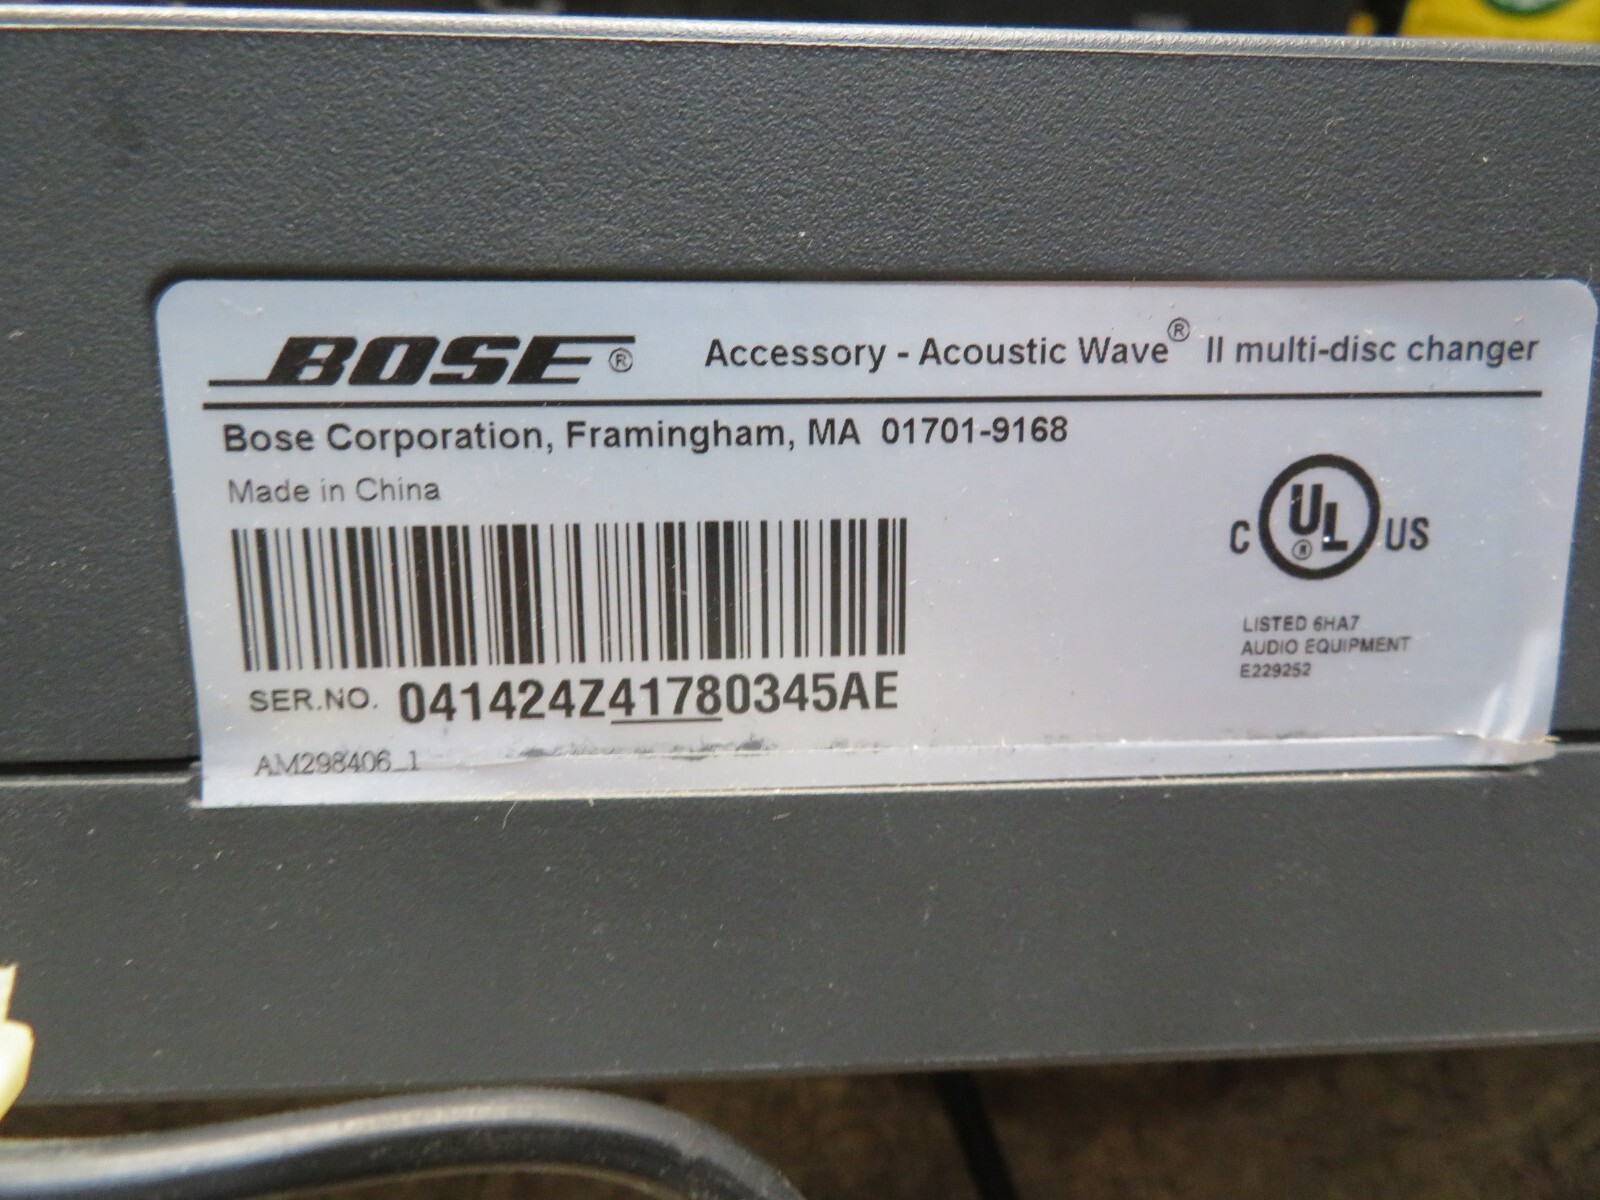 BOSE® Accessory - Acoustic Wave® II multi-disc changer
Bose Corporation, Framingham, MA 01701-9168
Made in China
C UL® US
LISTED 6HA7
AUDIO EQUIPMENT
E229252
SER.NO. 041424Z41780345AE
AM298406_1